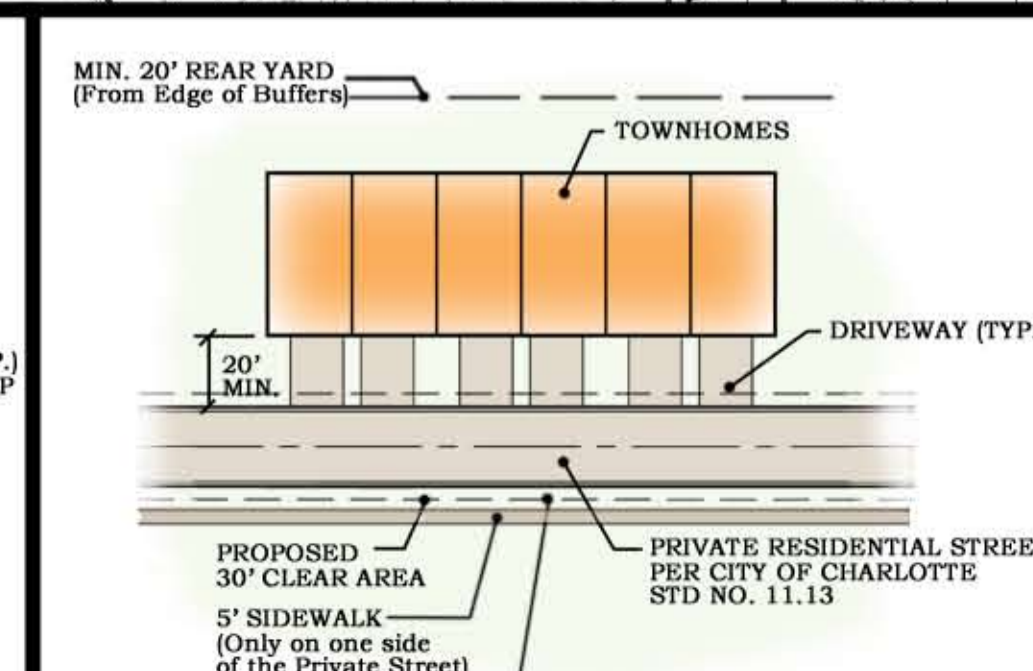 MIN. 20' REAR YARD
(From Edge of Buffers)
TOWNHOMES
DRIVEWAY (TYP.
20'
MIN.
.)
P
PROPOSED
30' CLEAR AREA
5' SIDEWALK
(Only on one side
of the Private Street)
PRIVATE RESIDENTIAL STREE
PER CITY OF CHARLOTTE
STD NO. 11.13